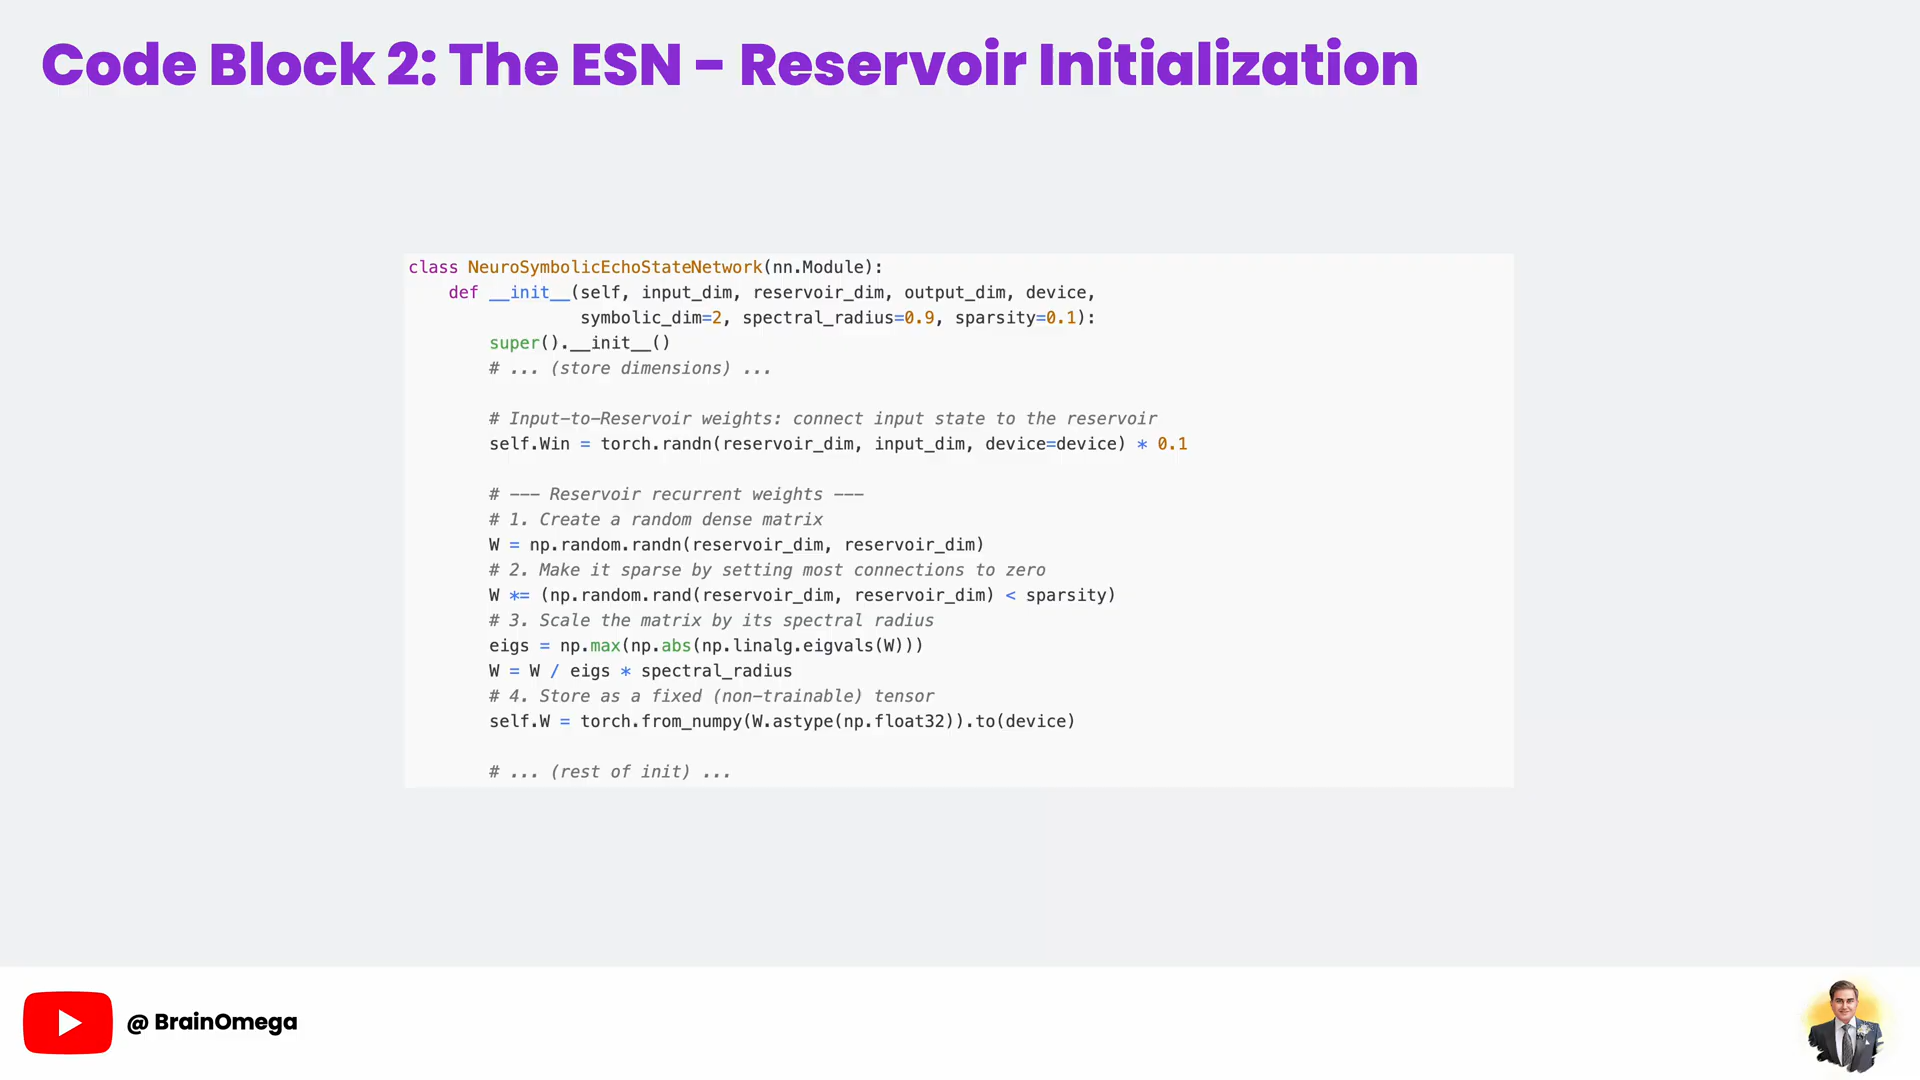 Code Block 2: The ESN – Reservoir Initialization
class NeuroSymbolicEchoStateNetwork(nn.Module):
    def __init__(self, input_dim, reservoir_dim, output_dim, device,
                 symbolic_dim=2, spectral_radius=0.9, sparsity=0.1):
        super().__init__()
        # ... (store dimensions) ...
        # Input-to-Reservoir weights: connect input state to the reservoir
        self.Win = torch.randn(reservoir_dim, input_dim, device=device) * 0.1
        # --- Reservoir recurrent weights ---
        # 1. Create a random dense matrix
        W = np.random.randn(reservoir_dim, reservoir_dim)
        # 2. Make it sparse by setting most connections to zero
        W *= (np.random.rand(reservoir_dim, reservoir_dim) < sparsity)
        # 3. Scale the matrix by its spectral radius
        eigs = np.max(np.abs(np.linalg.eigvals(W)))
        W = W / eigs * spectral_radius
        # 4. Store as a fixed (non-trainable) tensor
        self.W = torch.from_numpy(W.astype(np.float32)).to(device)
        # ... (rest of init) ...
@ BrainOmega